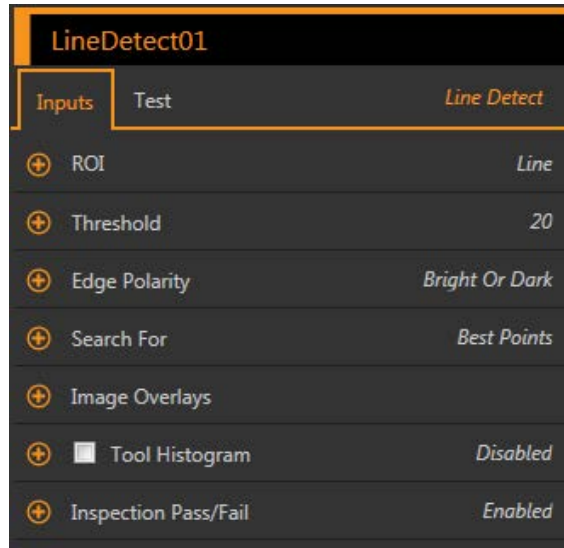 LineDetect01
Inputs Test Line Detect
ROI Line
Threshold 20
Edge Polarity Bright Or Dark
Search For Best Points
Image Overlays
Tool Histogram Disabled
Inspection Pass/Fail Enabled